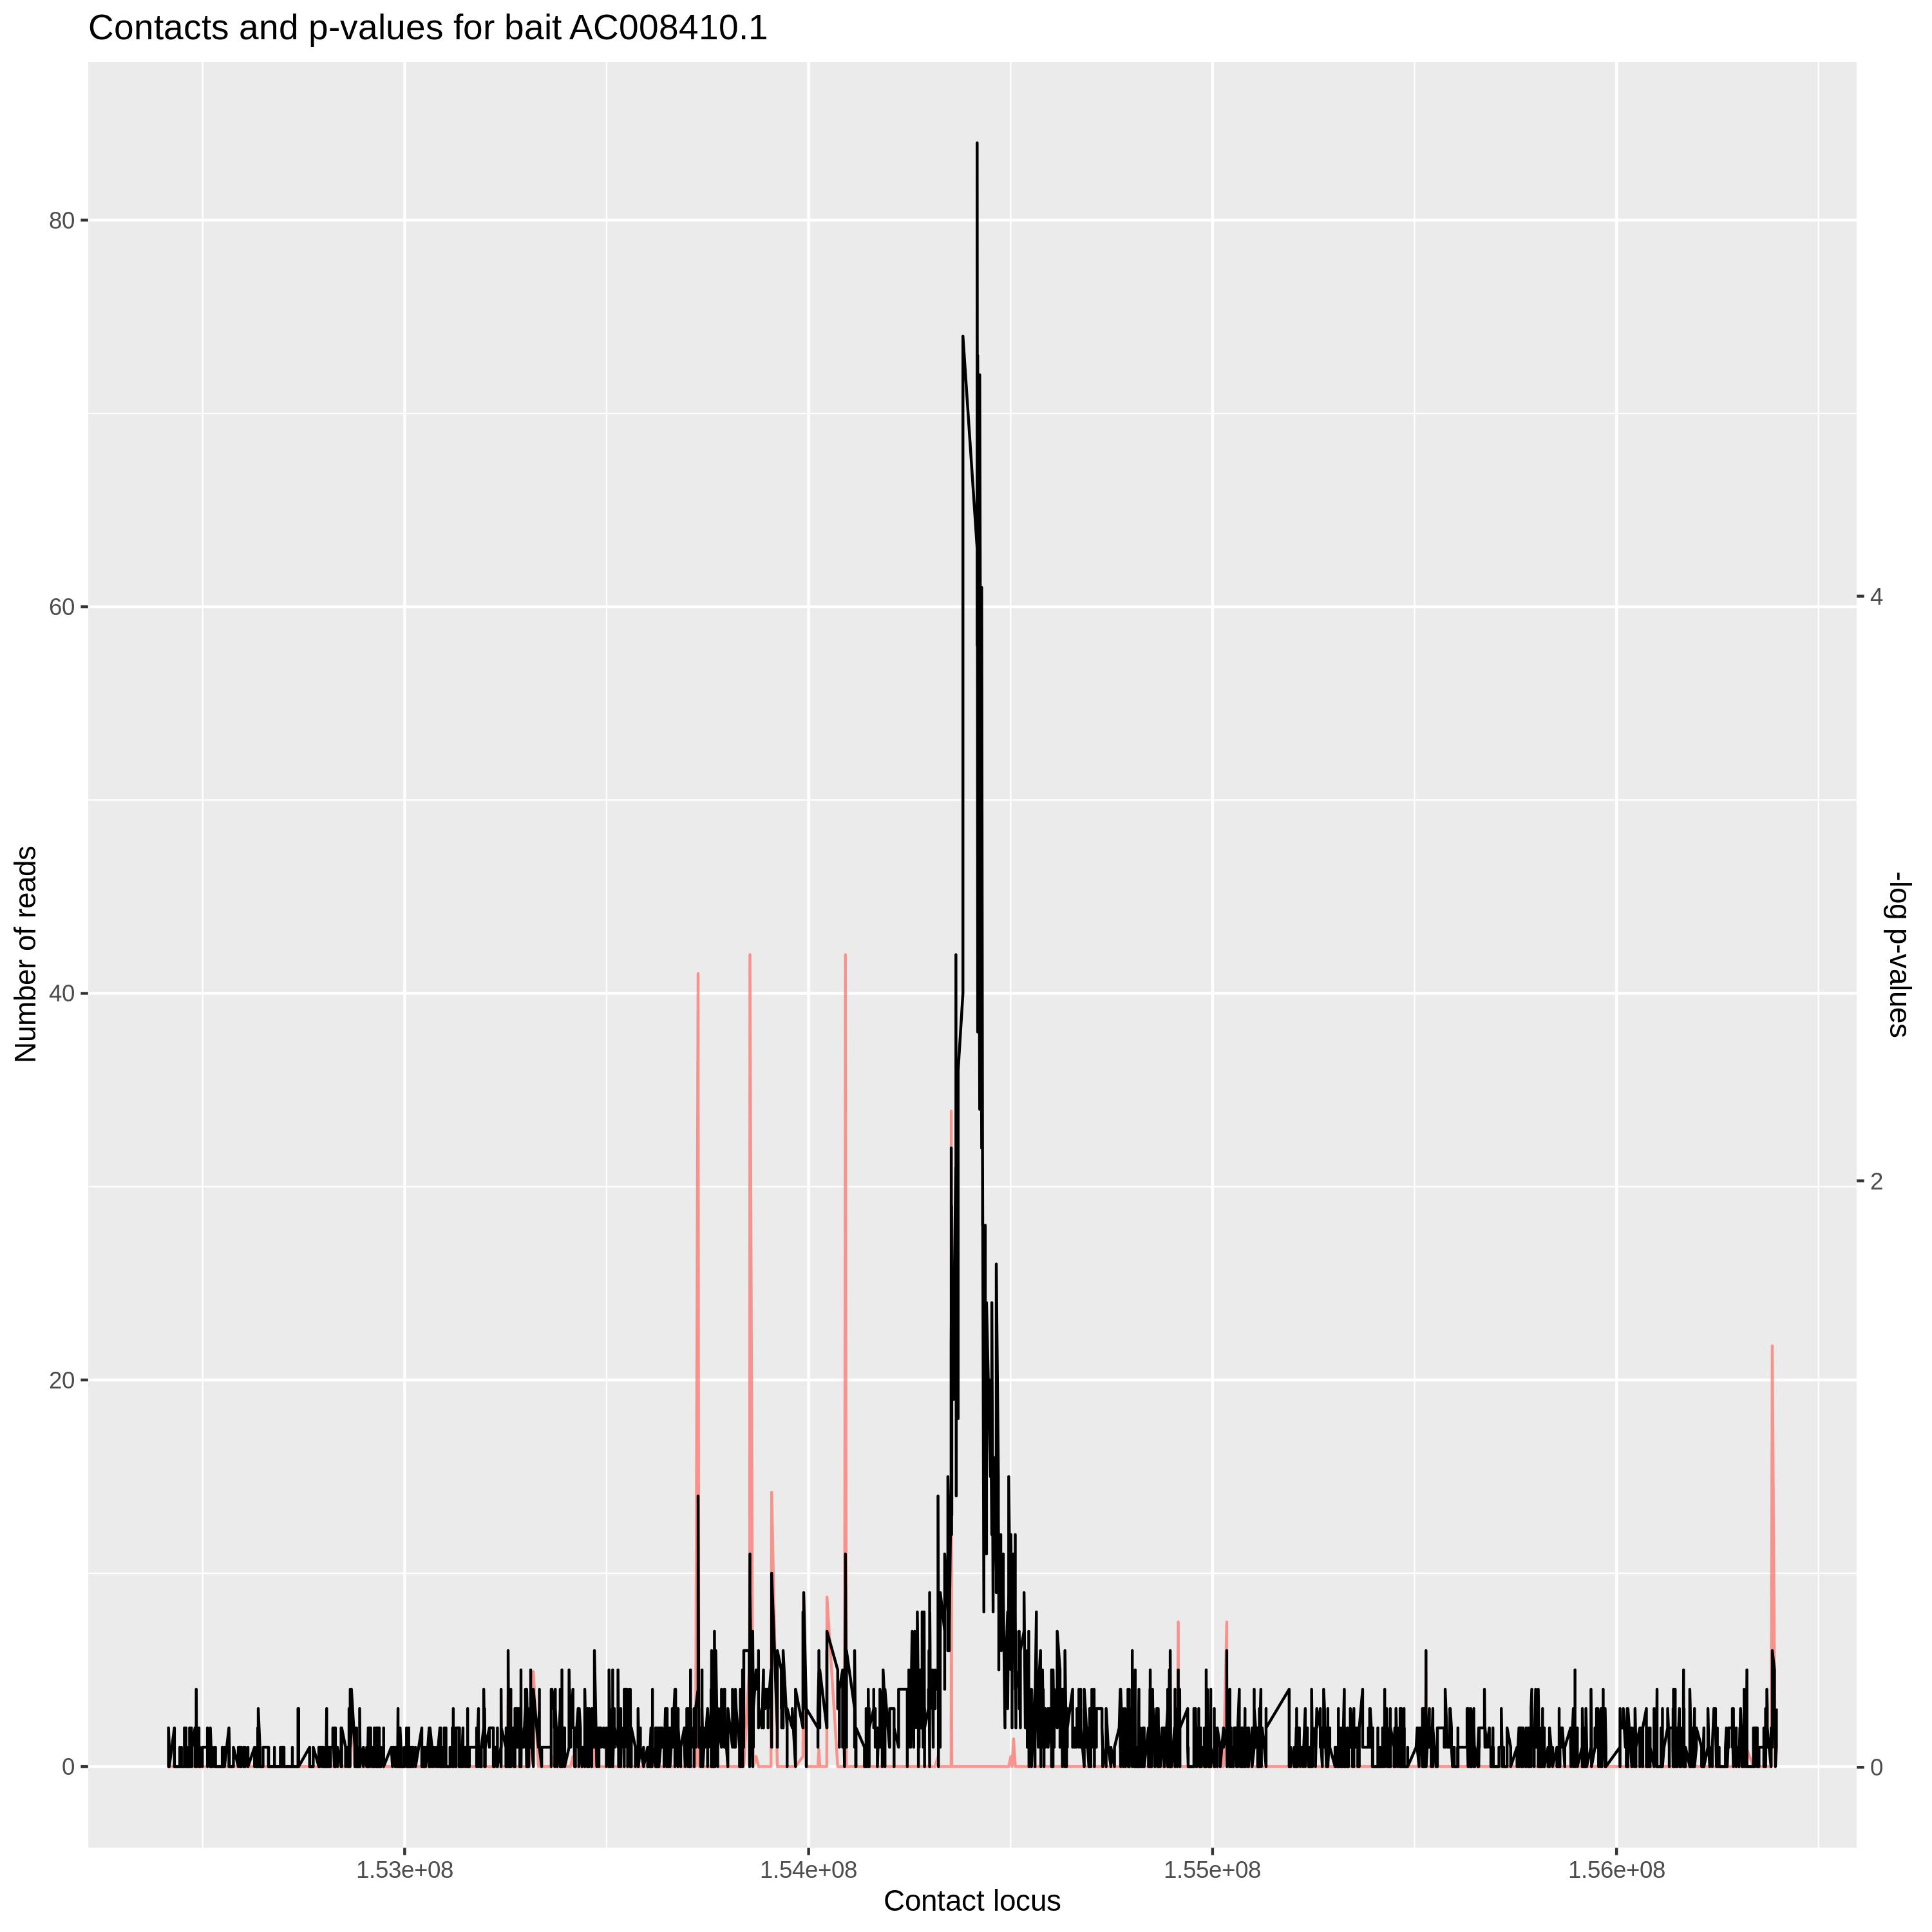 Contacts and p-values for bait AC008410.1
80
60
40
20
0
Number of reads
4
2
0
-log p-values
1.53e+08 1.54e+08 1.55e+08 1.56e+08
Contact locus